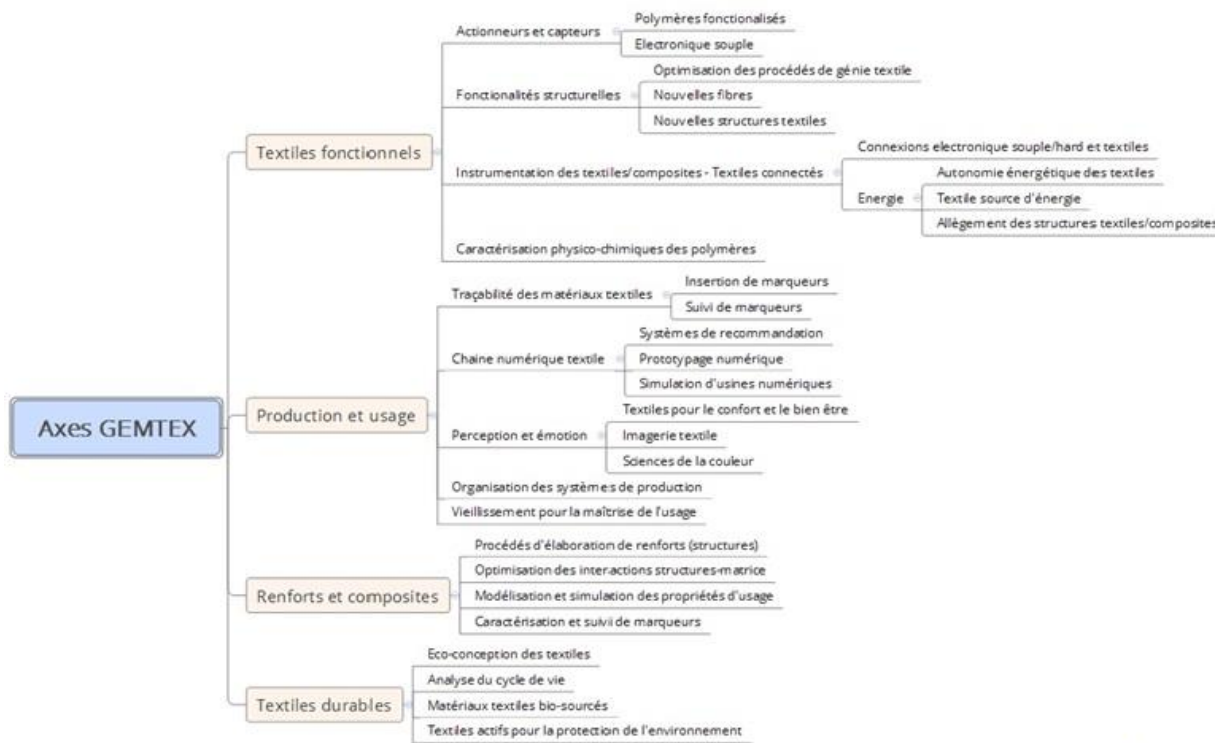 Axes GEMTEX
Textiles fonctionnels
Actionneurs et capteurs
Polymères fonctionalisés
Electronique souple
Fonctionalités structurelles
Optimisation des procédés de génie textile
Nouvelles fibres
Nouvelles structures textiles
Instrumentation des textiles/composites - Textiles connectés
Connexions electronique souple/hard et textiles
Energie
Autonomie énergétique des textiles
Textile source d'énergie
Allègement des structures textiles/composites
Caractérisation physico-chimiques des polymères
Production et usage
Traçabilité des matériaux textiles
Insertion de marqueurs
Suivi de marqueurs
Chaine numérique textile
Systèmes de recommandation
Prototypage numérique
Simulation d'usines numériques
Perception et émotion
Textiles pour le confort et le bien être
Imagerie textile
Sciences de la couleur
Organisation des systèmes de production
Vieillissement pour la maîtrise de l'usage
Renforts et composites
Procédés d'élaboration de renforts (structures)
Optimisation des interactions structures-matrice
Modélisation et simulation des propriétés d'usage
Caractérisation et suivi de marqueurs
Textiles durables
Eco-conception des textiles
Analyse du cycle de vie
Matériaux textiles bio-sourcés
Textiles actifs pour la protection de l'environnement